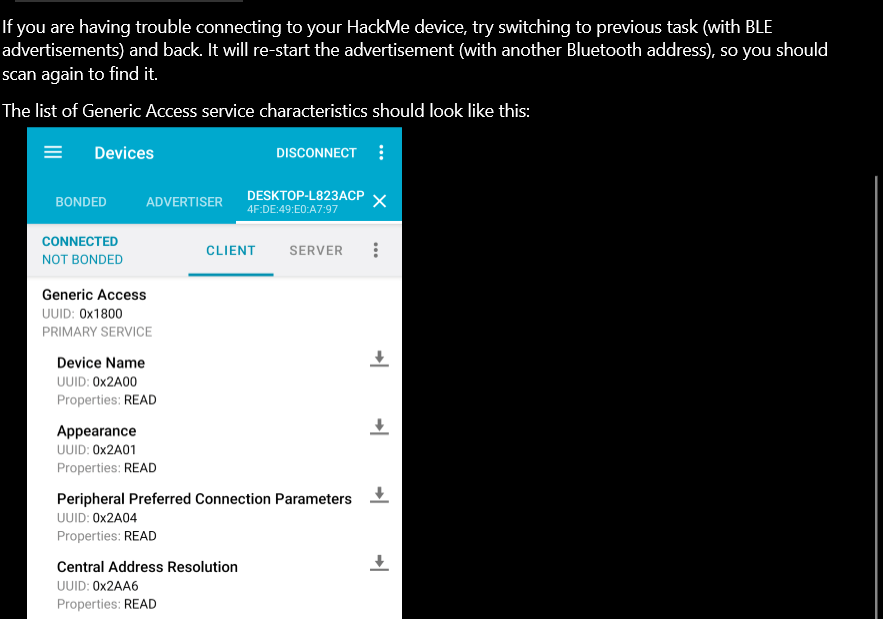 If you are having trouble connecting to your HackMe device, try switching to previous task (with BLE
advertisements) and back. It will re-start the advertisement (with another Bluetooth address), so you should
scan again to find it.
The list of Generic Access service characteristics should look like this:
Devices
DISCONNECT
BONDED
ADVERTISER
DESKTOP-L823ACP
4F:DE:49:E0:A7:97
CONNECTED
NOT BONDED
CLIENT
SERVER
Generic Access
UUID: 0x1800
PRIMARY SERVICE
Device Name
UUID: 0x2A00
Properties: READ
Appearance
UUID: 0x2A01
Properties: READ
Peripheral Preferred Connection Parameters
UUID: 0x2A04
Properties: READ
Central Address Resolution
UUID: 0x2AA6
Properties: READ